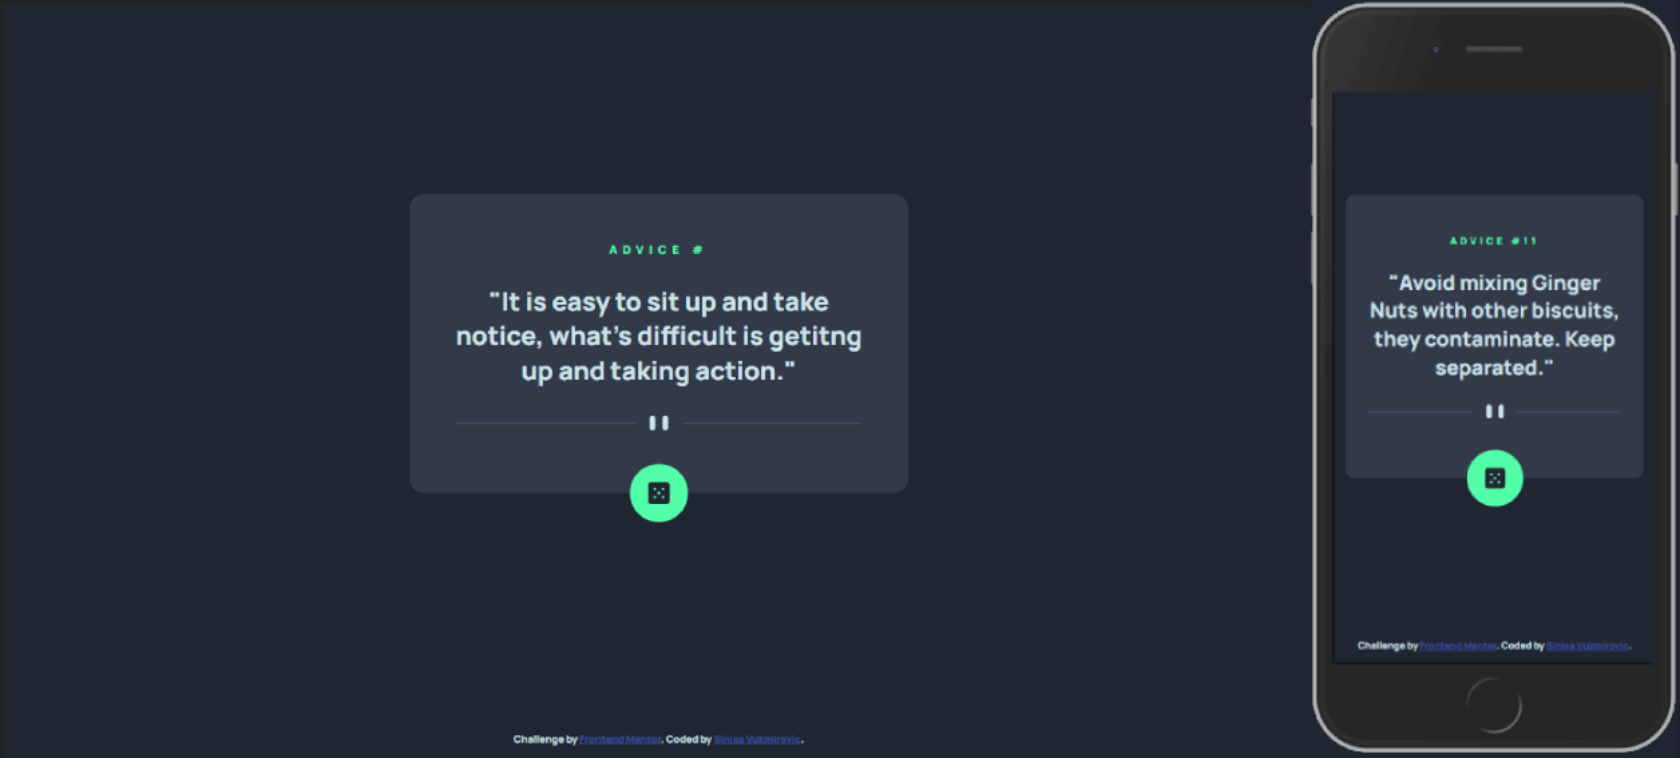 ADVICE #
"It is easy to sit up and take
notice, what's difficult is getitng
up and taking action."
Challenge by Frontend Mentor. Coded by Sinisa Vukmirovic.
ADVICE #11
"Avoid mixing Ginger
Nuts with other biscuits,
they contaminate. Keep
separated."
Challenge by Frontend Mentor. Coded by Sinisa Vukmirovic.